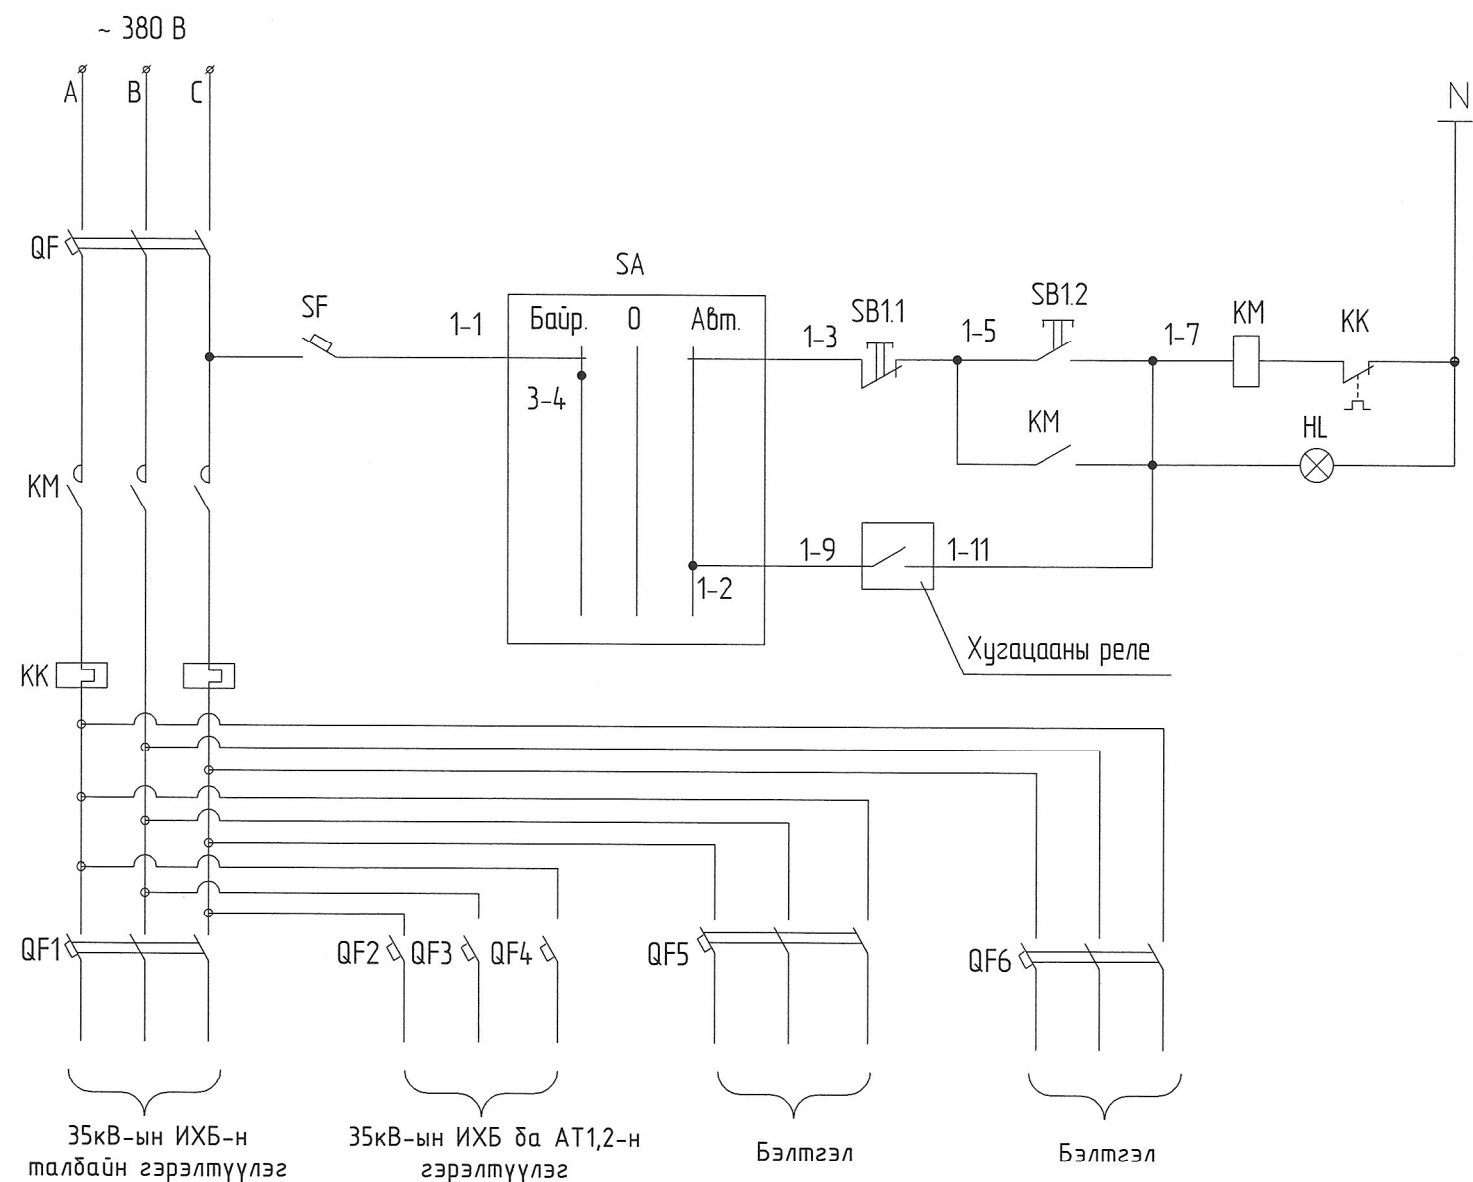 ~ 380 В
A
B
C
N
QF
SF
1-1
SA
Байр.
0
Авт.
3-4
1-2
1-3
SB1.1
1-5
SB1.2
1-7
KM
KK
KM
HL
KM
1-9
1-11
Хугацааны реле
KK
QF1
QF2
QF3
QF4
QF5
QF6
35кВ-ын ИХБ-н
талбайн гэрэлтүүлэг
35кВ-ын ИХБ ба АТ1,2-н
гэрэлтүүлэг
Бэлтгэл
Бэлтгэл